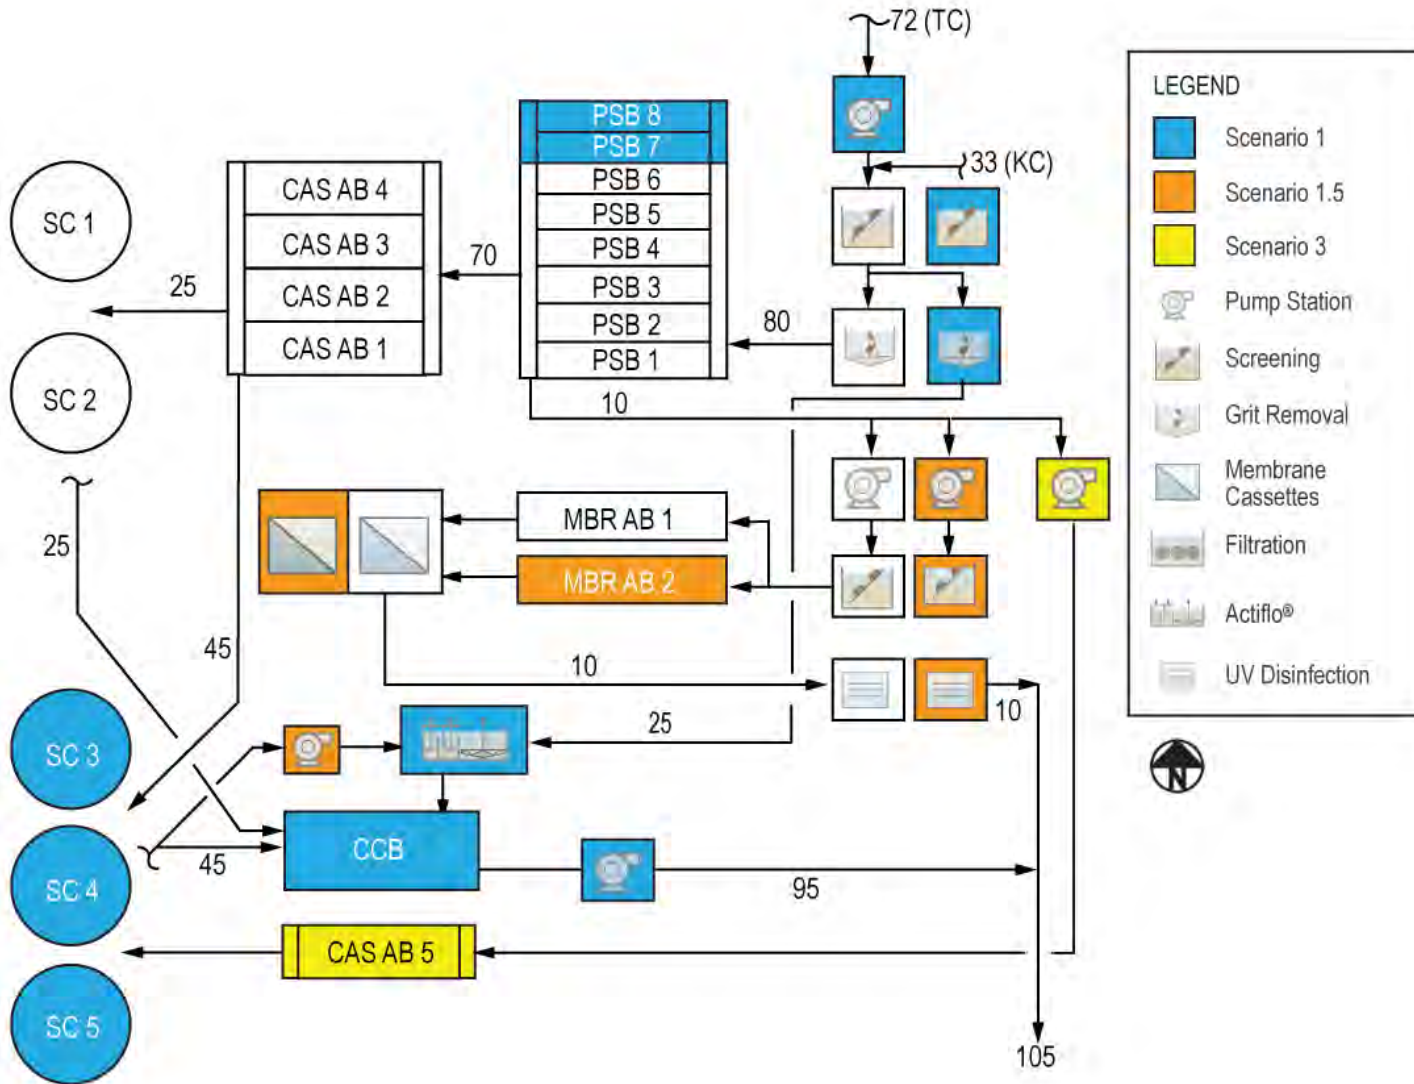 72 (TC)
33 (KC)
PSB 8
PSB 7
PSB 6
PSB 5
PSB 4
PSB 3
PSB 2
PSB 1
80
70
CAS AB 4
CAS AB 3
CAS AB 2
CAS AB 1
25
SC 1
SC 2
10
MBR AB 1
MBR AB 2
25
45
10
10
25
SC 3
SC 4
SC 5
45
CCB
95
CAS AB 5
105
LEGEND
Scenario 1
Scenario 1.5
Scenario 3
Pump Station
Screening
Grit Removal
Membrane
Cassettes
Filtration
Actiflo®
UV Disinfection
N